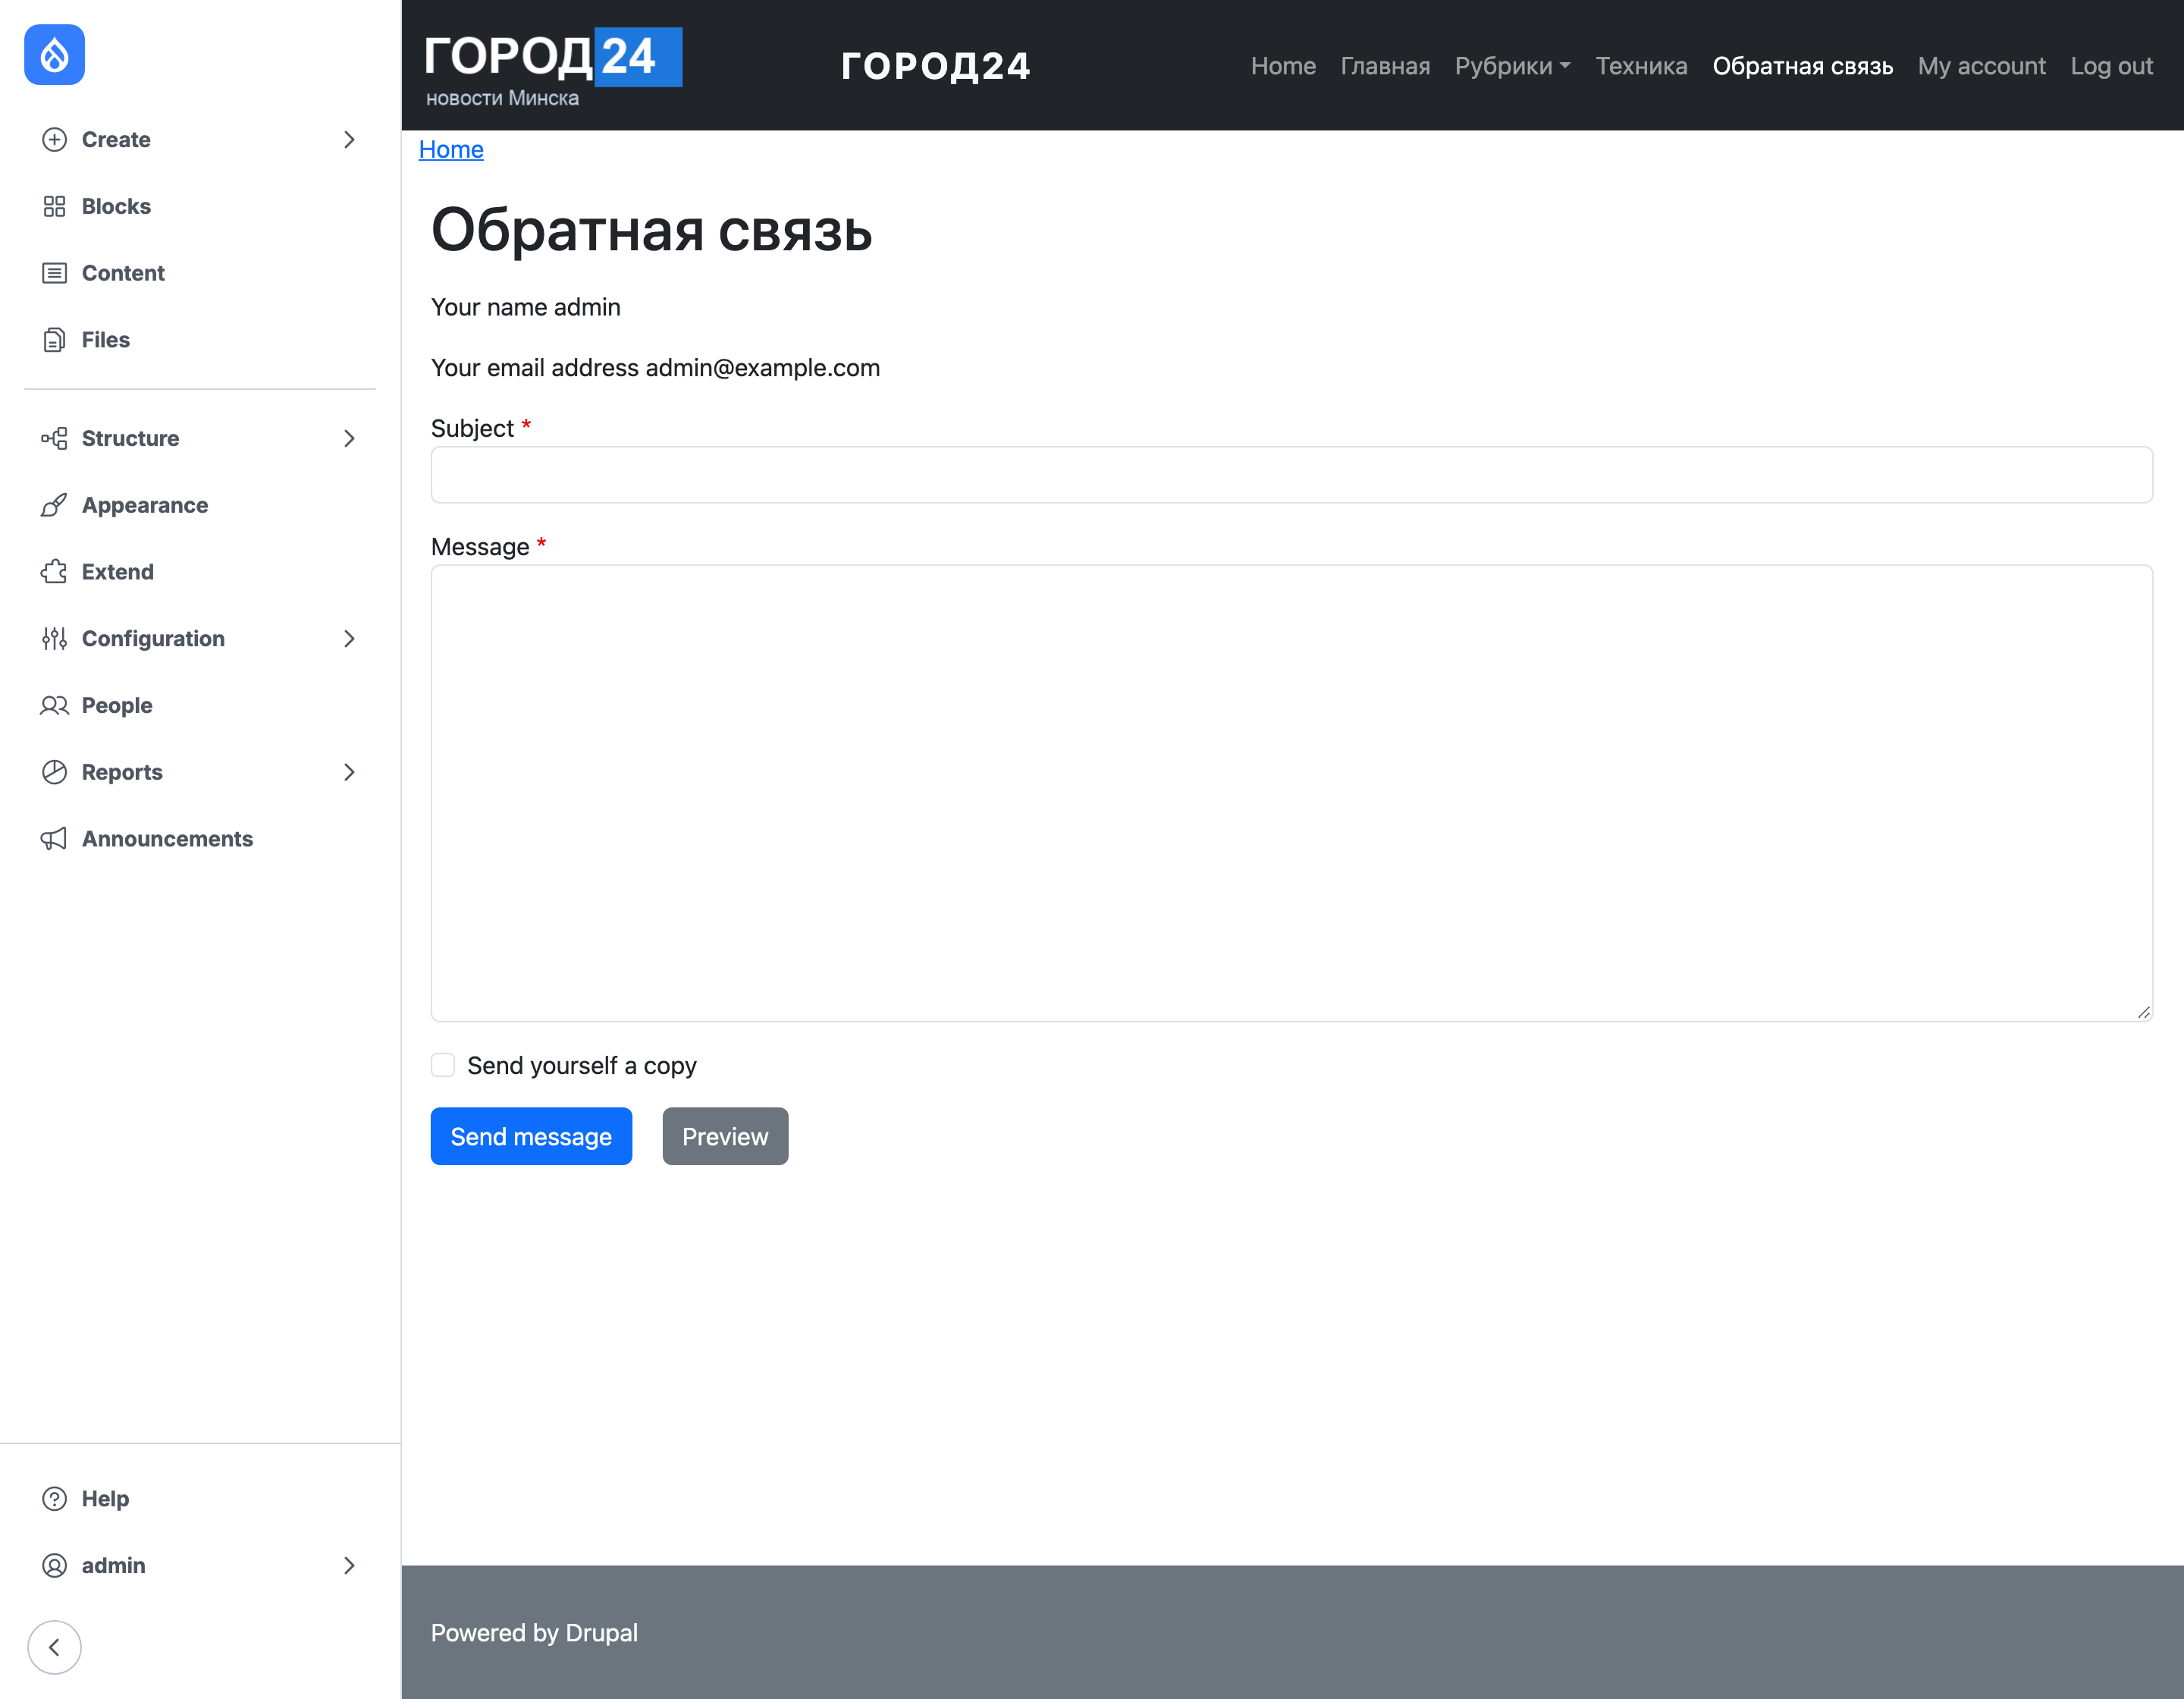 Create
Blocks
Content
Files
Structure
Appearance
Extend
Configuration
People
Reports
Announcements
Help
admin
ГОРОД24
новости Минска
ГОРОД24
Home Главная Рубрики Техника Обратная связь My account Log out
Home
Обратная связь
Your name admin
Your email address admin@example.com
Subject *
Message *
Send yourself a copy
Send message Preview
Powered by Drupal